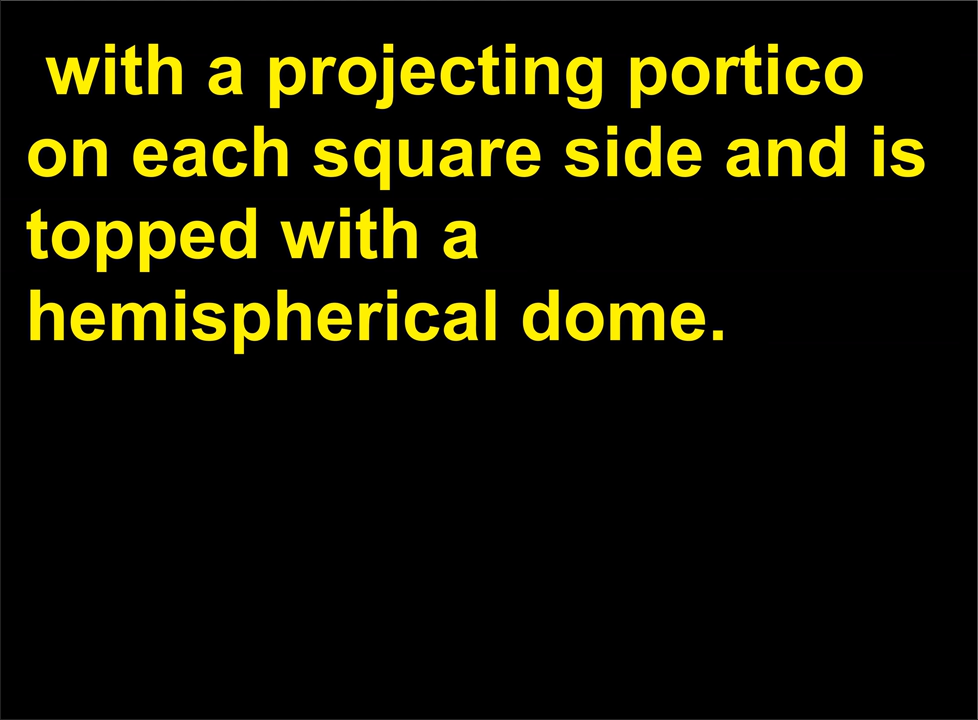 with a projecting portico
on each square side and is
topped with a
hemispherical dome.